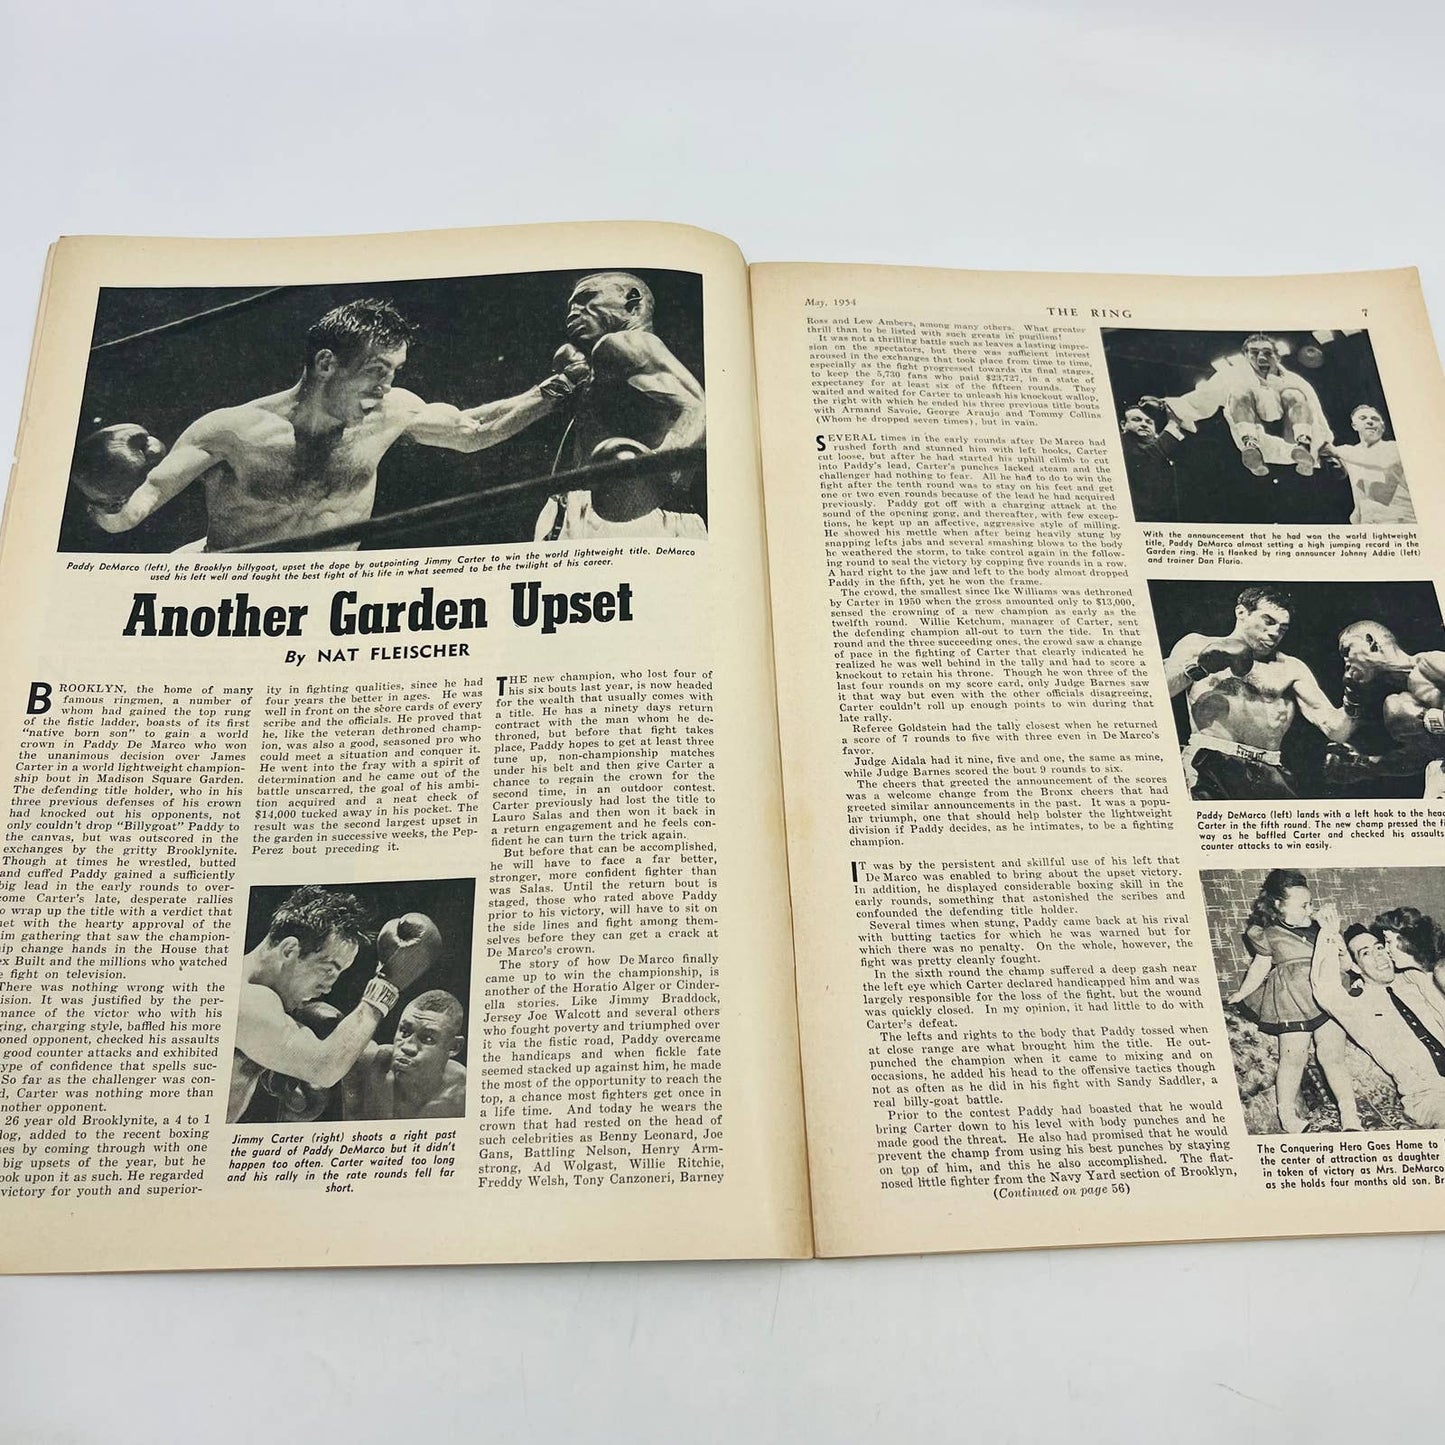 Paddy DeMarco (left), the Brooklyn billygoat, upset the dope by outpointing Jimmy Carter to win the world lightweight title. DeMarco
used his left well and fought the best fight of his life in what seemed to be the twilight of his career.
Another Garden Upset
By NAT FLEISCHER
BROOKLYN, the home of many
famous ringmen, a number of
whom had gained the top rung
of the fistic ladder, boasts of its first
"native born son" to gain a world
crown in Paddy De Marco who won
the unanimous decision over James
Carter in a world lightweight champion-
ship bout in Madison Square Garden.
The defending title holder, who in his
three previous defenses of his crown
had knocked out his opponents, not
only couldn't drop "Billygoat" Paddy to
the canvas, but was outscored in the
exchanges by the gritty Brooklynite.
Though at times he wrestled, butted
and cuffed Paddy gained a sufficiently
big lead in the early rounds to over-
come Carter's late, desperate rallies
to wrap up the title with a verdict that
met with the hearty approval of the
gathering that saw the champion-
ship change hands in the House that
Built and the millions who watched
fight on television.
There was nothing wrong with the
It was justified by the per-
of the victor who with his
charging style, baffled his more
opponent, checked his assaults
good counter attacks and exhibited
type of confidence that spells suc-
So far as the challenger was con-
Carter was nothing more than
another opponent.
26 year old Brooklynite, a 4 to 1
added to the recent boxing
by coming through with one
big upsets of the year, but he
upon it as such. He regarded
victory for youth and superior-
ity in fighting qualities, since he had
four years the better in ages. He was
well in front on the score cards of every
scribe and the officials. He proved that
he, like the veteran dethroned champ-
ion, was also a good, seasoned pro who
could meet a situation and conquer it.
He went into the fray with a spirit of
determination and he came out of the
battle unscarred, the goal of his ambi-
tion acquired and a neat check of
$14,000 tucked away in his pocket. The
result was the second largest upset in
the garden in successive weeks, the Pep-
Perez bout preceding it.
Jimmy Carter (right) shoots a right past
the guard of Paddy DeMarco but it didn't
happen too often. Carter waited too long
and his rally in the rate rounds fell far
short.
THE new champion, who lost four of
his six bouts last year, is now headed
for the wealth that usually comes with
a title. He has a ninety days return
contract with the man whom he de-
throned, but before that fight takes
place, Paddy hopes to get at least three
tune up, non-championship matches
under his belt and then give Carter a
chance to regain the crown for the
second time, in an outdoor contest.
Carter previously had lost the title to
Lauro Salas and then won it back in
a return engagement and he feels con-
fident he can turn the trick again.
But before that can be accomplished,
he will have to face a far better,
stronger, more confident fighter than
was Salas. Until the return bout is
staged, those who rated above Paddy
prior to his victory, will have to sit on
the side lines and fight among them-
selves before they can get a crack at
De Marco's crown.
The story of how De Marco finally
came up to win the championship, is
another of the Horatio Alger or Cinder-
ella stories. Like Jimmy Braddock,
Jersey Joe Walcott and several others
who fought poverty and triumphed over
it via the fistic road, Paddy overcame
the handicaps and when fickle fate
seemed stacked up against him, he made
the most of the opportunity to reach the
top, a chance most fighters get once in
a life time. And today he wears the
crown that had rested on the head of
such celebrities as Benny Leonard, Joe
Gans, Battling Nelson, Henry Arm-
strong, Ad Wolgast, Willie Ritchie,
Freddy Welsh, Tony Canzoneri, Barney
May, 1954
THE RING
7
Ross and Lew Ambers, among many others. What greater
thrill than to be listed with such greats in pugilism!
It was not a thrilling battle such as leaves a lasting impre-
sion on the spectators, but there was sufficient interest
aroused in the exchanges that took place from time to time,
especially as the fight progressed towards its final stages,
to keep the 5,730 fans who paid $23,727, in a state of
expectancy for at least six of the fifteen rounds. They
waited and waited for Carter to unleash his knockout wallop,
the right with which he ended his three previous title bouts
with Armand Savoie, George Araujo and Tommy Collins
(Whom he dropped seven times), but in vain.
SEVERAL times in the early rounds after De Marco had
rushed forth and stunned him with left hooks, Carter
cut loose, but after he had started his uphill climb to cut
into Paddy's lead, Carter's punches lacked steam and the
challenger had nothing to fear. All he had to do to win the
fight after the tenth round was to stay on his feet and get
one or two even rounds because of the lead he had acquired
previously. Paddy got off with a charging attack at the
sound of the opening gong, and thereafter, with few excep-
tions, he kept up an affective, aggressive style of milling.
He showed his mettle when after being heavily stung by
snapping lefts jabs and several smashing blows to the body
he weathered the storm, to take control again in the follow-
ing round to seal the victory by copping five rounds in a row.
A hard right to the jaw and left to the body almost dropped
Paddy in the fifth, yet he won the frame.
The crowd, the smallest since Ike Williams was dethroned
by Carter in 1950 when the gross amounted only to $13,000,
sensed the crowning of a new champion as early as the
twelfth round. Willie Ketchum, manager of Carter, sent
the defending champion all-out to turn the tide. In that
round and the three succeeding ones, the crowd saw a change
of pace in the fighting of Carter that clearly indicated he
realized he was well behind in the tally and had to score a
knockout to retain his throne. Though he won three of the
last four rounds on my score card, only Judge Barnes saw
it that way but even with the other officials disagreeing,
Carter couldn't roll up enough points to win during that
late rally.
Referee Goldstein had the tally closest when he returned
a score of 7 rounds to five with three even in De Marco's
favor.
Judge Aidala had it nine, five and one, the same as mine,
while Judge Barnes scored the bout 9 rounds to six.
The cheers that greeted the announcement of the scores
was a welcome change from the Bronx cheers that had
greeted similar announcements in the past. It was a popu-
lar triumph, one that should help bolster the lightweight
division if Paddy decides, as he intimates, to be a fighting
champion.
IT was by the persistent and skillful use of his left that
De Marco was enabled to bring about the upset victory.
In addition, he displayed considerable boxing skill in the
early rounds, something that astonished the scribes and
confounded the defending title holder.
Several times when stung, Paddy came back at his rival
with butting tactics for which he was warned but for
which there was no penalty. On the whole, however, the
fight was pretty cleanly fought.
In the sixth round the champ suffered a deep gash near
the left eye which Carter declared handicapped him and was
largely responsible for the loss of the fight, but the wound
was quickly closed. In my opinion, it had little to do with
Carter's defeat.
The lefts and rights to the body that Paddy tossed when
at close range are what brought him the title. He out-
punched the champion when it came to mixing and on
occasions, he added his head to the offensive tactics though
not as often as he did in his fight with Sandy Saddler, a
real billy-goat battle.
Prior to the contest Paddy had boasted that he would
bring Carter down to his level with body punches and he
made good the threat. He also had promised that he would
prevent the champ from using his best punches by staying
on top of him, and this he also accomplished. The flat-
nosed little fighter from the Navy Yard section of Brooklyn,
(Continued on page 56)
With the announcement that he had won the world lightweight
title, Paddy DeMarco almost setting a high jumping record in the
Garden ring. He is flanked by ring announcer Johnny Addie (left)
and trainer Dan Florio.
EVERLAST
Paddy DeMarco (left) lands with a left hook to the head
Carter in the fifth round. The new champ pressed the
way as he baffled Carter and checked his assaults
counter attacks to win easily.
The Conquering Hero Goes Home to
the center of attraction as daughter
in token of victory as Mrs. DeMarco
as she holds four months old son.